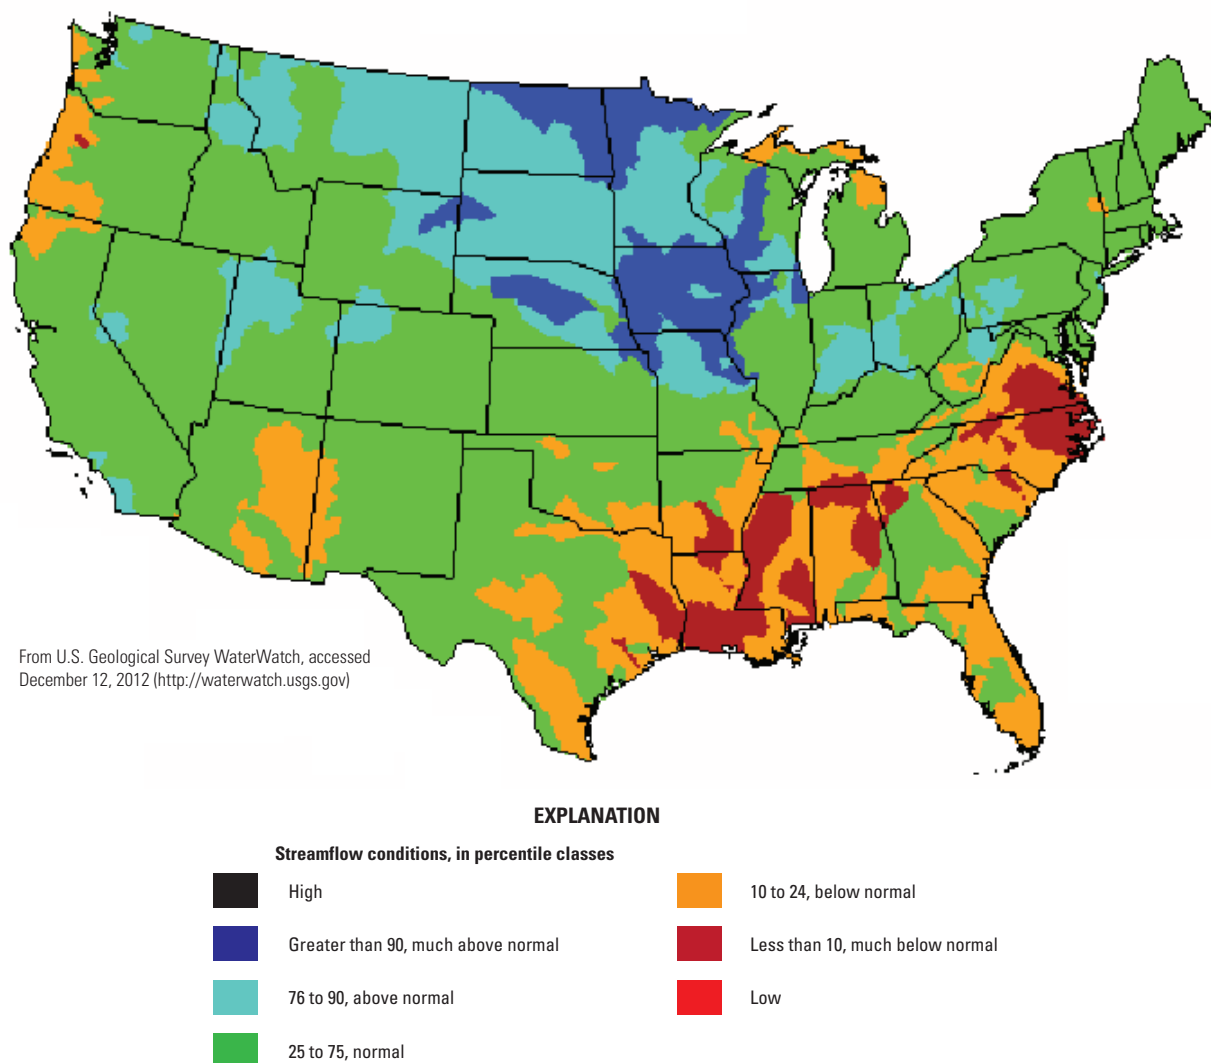 From U.S. Geological Survey WaterWatch, accessed
December 12, 2012 (http://waterwatch.usgs.gov)
EXPLANATION
Streamflow conditions, in percentile classes
High
Greater than 90, much above normal
76 to 90, above normal
25 to 75, normal
10 to 24, below normal
Less than 10, much below normal
Low